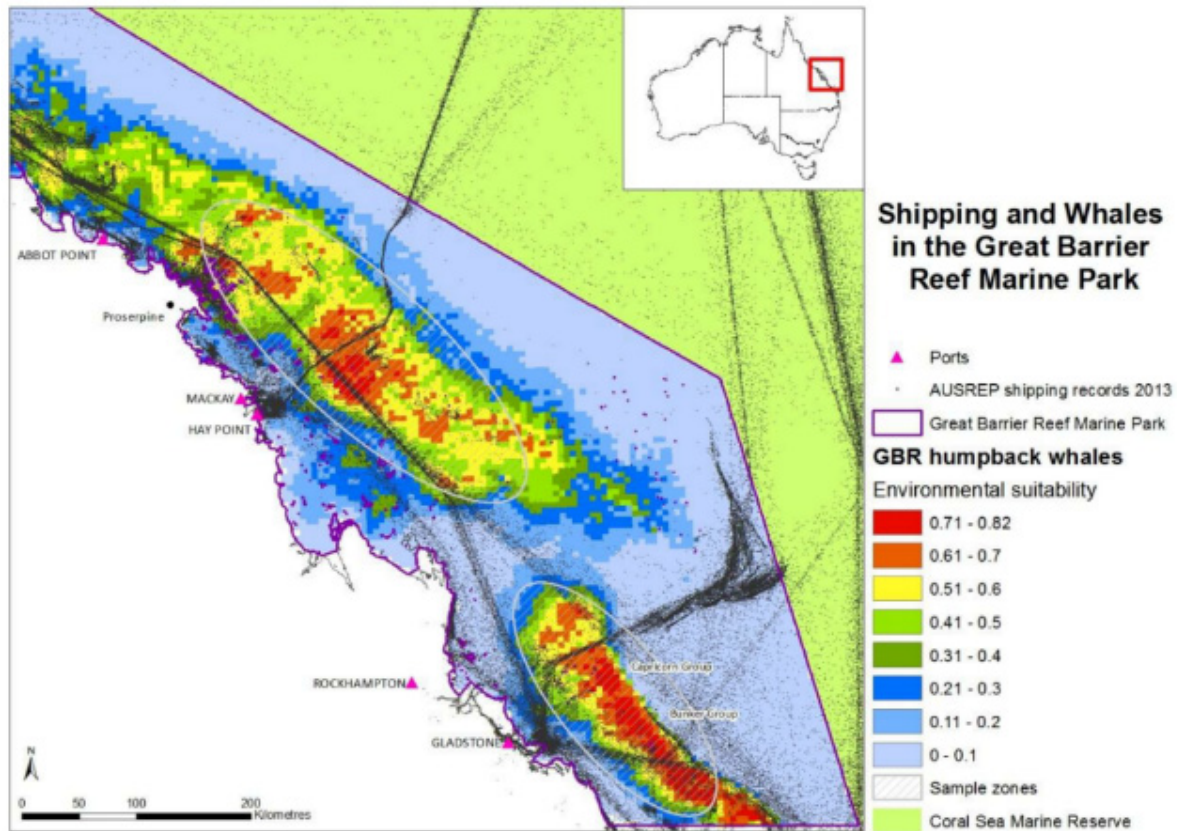 ABBOT POINT
Proserpine
MACKAY
HAY POINT
ROCKHAMPTON
GLADSTONE
Capricorn Group
Bunker Group
N
0 50 100 200
Kilometres
Shipping and Whales
in the Great Barrier
Reef Marine Park
Ports
AUSREP shipping records 2013
Great Barrier Reef Marine Park
GBR humpback whales
Environmental suitability
0.71 - 0.82
0.61 - 0.7
0.51 - 0.6
0.41 - 0.5
0.31 - 0.4
0.21 - 0.3
0.11 - 0.2
0 - 0.1
Sample zones
Coral Sea Marine Reserve